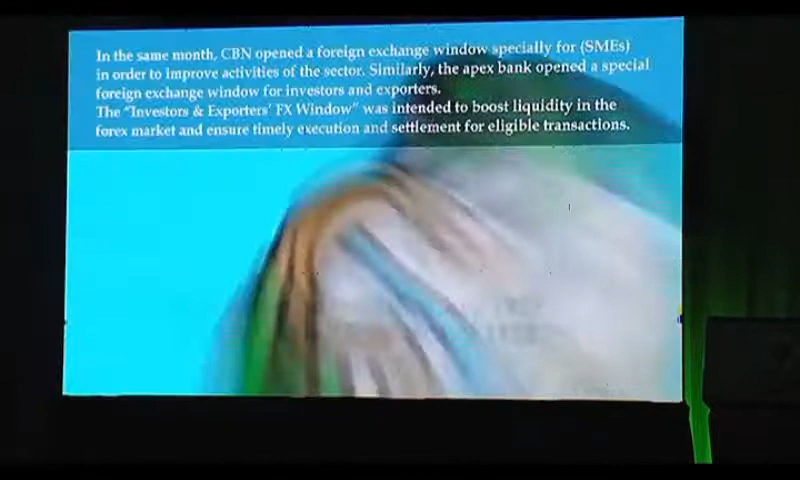 In the same month, CBN opened a foreign exchange window specially for (SMEs)
in order to improve activities of the sector. Similarly, the apex bank opened a special
foreign exchange window for investors and exporters.
The "Investors & Exporters' FX Window" was intended to boost liquidity in the
forex market and ensure timely execution and settlement for eligible transactions.